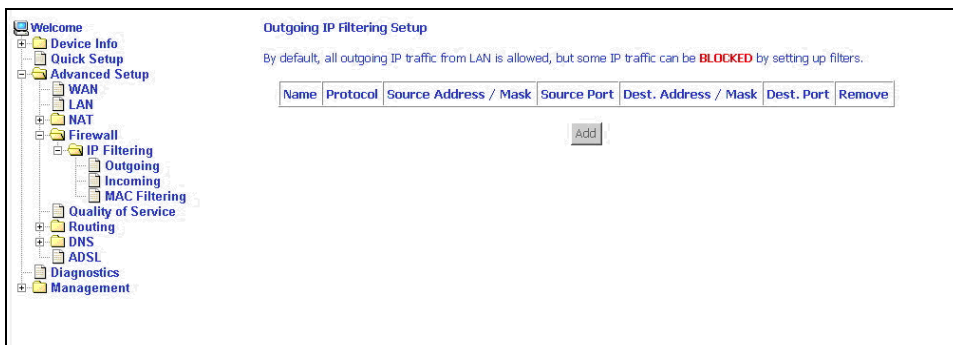 Welcome
Device Info
Quick Setup
Advanced Setup
WAN
LAN
NAT
Firewall
IP Filtering
Outgoing
Incoming
MAC Filtering
Quality of Service
Routing
DNS
ADSL
Diagnostics
Management
Outgoing IP Filtering Setup
By default, all outgoing IP traffic from LAN is allowed, but some IP traffic can be BLOCKED by setting up filters.
Name Protocol Source Address / Mask Source Port Dest. Address / Mask Dest. Port Remove
Add